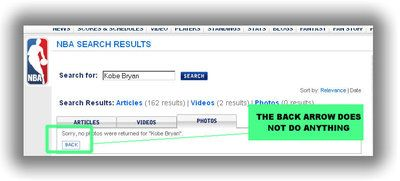 NEWS SCORES & SCHEDULES VIDEO PLAYERS STANDINGS STATS BLOGS FANTASY FAN STUFF
NBA SEARCH RESULTS
NBA
Search for: Kobe Bryan SEARCH
Sort by: Relevance | Date
Search Results: Articles (162 results) | Videos (2 results) | Photos (0 results)
ARTICLES VIDEOS PHOTOS
Sorry, no photos were returned for "Kobe Bryan".
BACK
THE BACK ARROW DOES
NOT DO ANYTHING